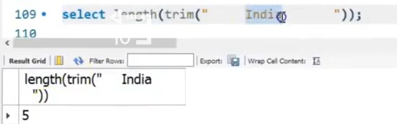 109 select length(trim("      India      "));
110
Result Grid Filter Rows: Export: Wrap Cell Content:
length(trim("      India
"))
5